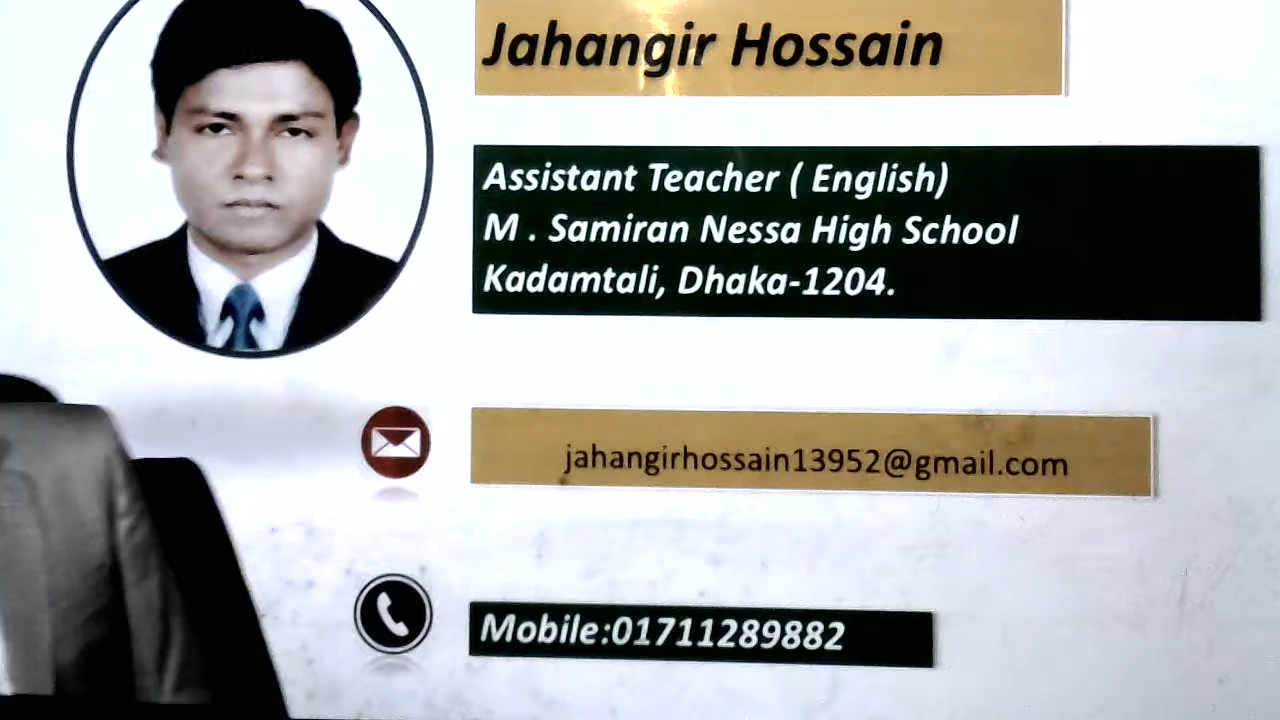 Jahangir Hossain
Assistant Teacher ( English)
M . Samiran Nessa High School
Kadamtali, Dhaka-1204.
jahangirhossain13952@gmail.com
Mobile:01711289882